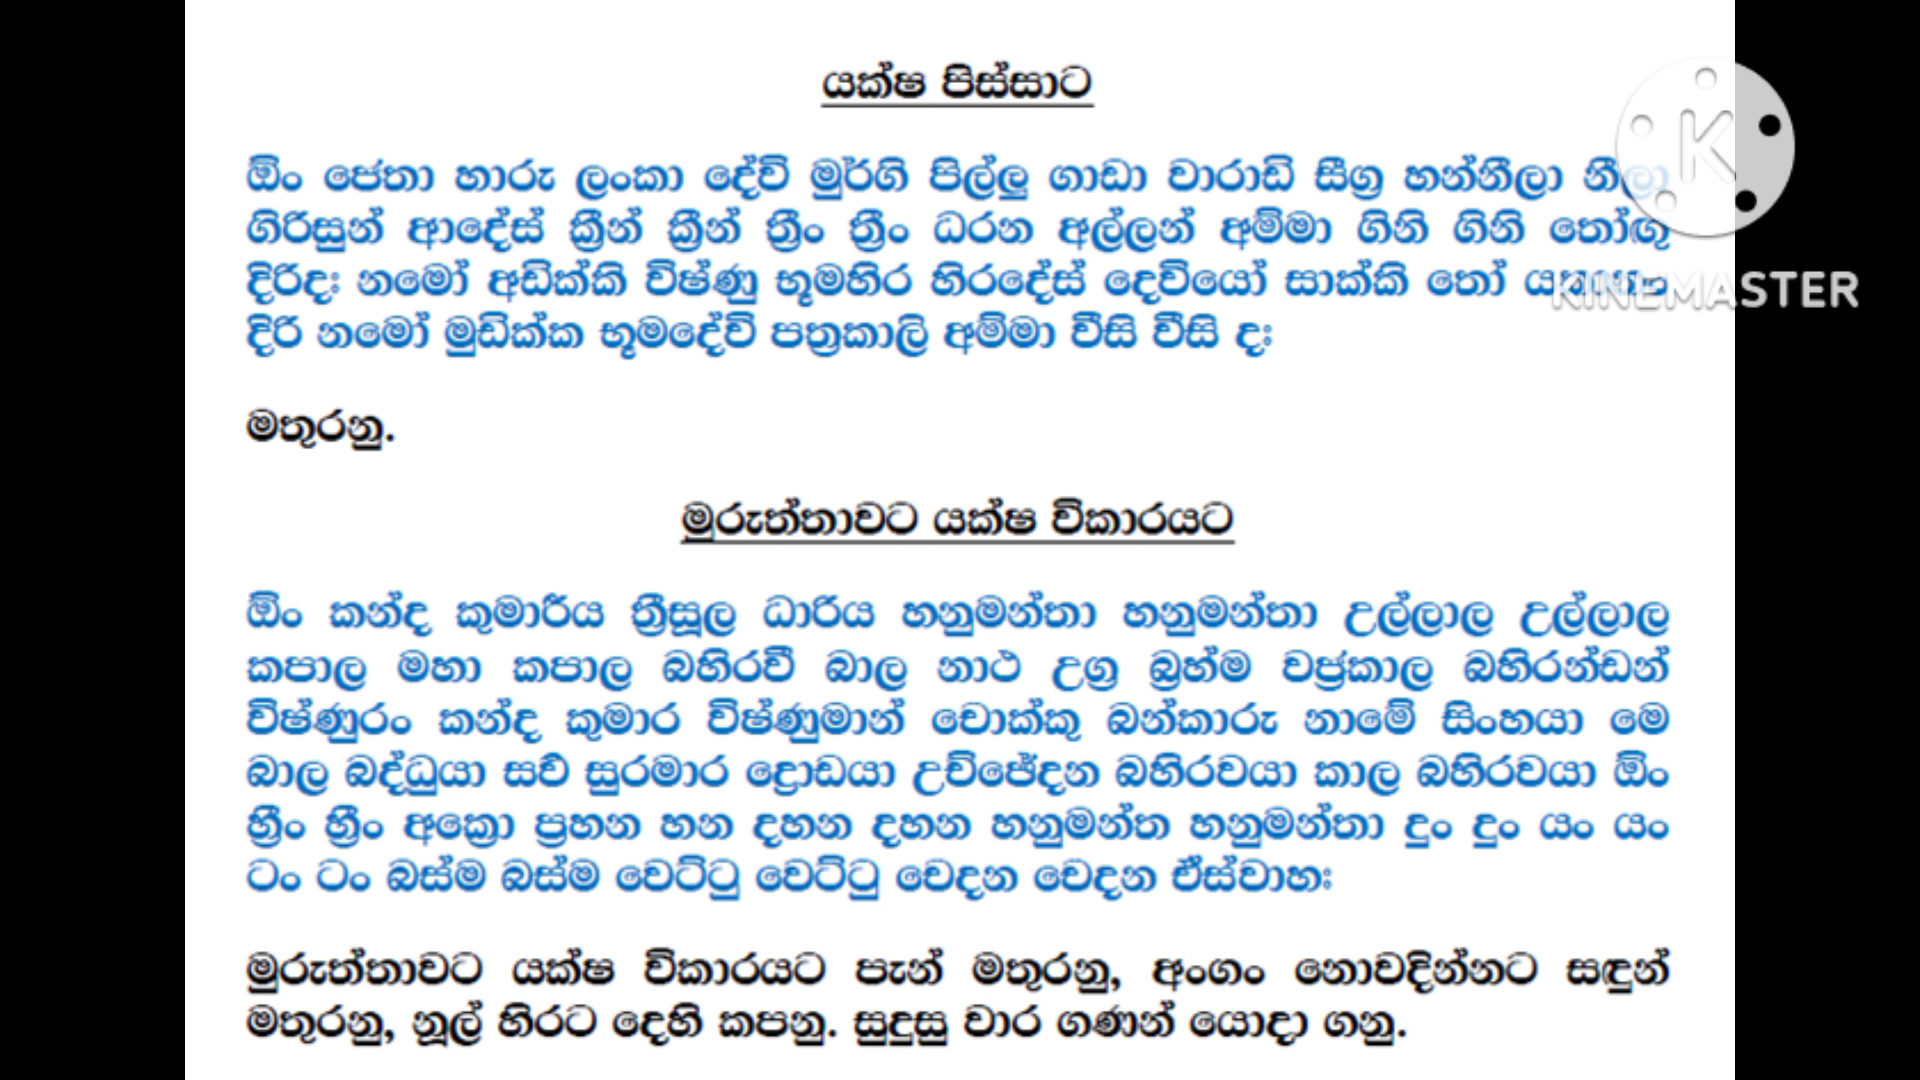 යක්ෂ පිස්සාට
ඕං ජේතා හාරු ලංකා දේවි මුර්ගි පිල්ලු ගාඩා වාරාඩි සීග්‍ර හන්නීලා නීලා
ගිරිසුන් ආදේස් ක්‍රීන් ක්‍රීන් ත්‍රීං ත්‍රීං ධරන අල්ලන් අම්මා ගිනි ගිනි තෝඟු
දිරිදඃ නමෝ අඩික්කි විෂ්ණු භූමහිර හිරදේස් දෙවියෝ සාක්කි තෝ
දිරි නමෝ මුඩික්ක භූමදේවි පත්‍රකාලි අම්මා වීසි වීසි දඃ
මතුරනු.
මුරුත්තාවට යක්ෂ විකාරයට
ඕං කන්ද කුමාරීය ත්‍රීසූල ධාරිය හනුමන්තා හනුමන්තා උල්ලාල උල්ලාල
කපාල මහා කපාල බහිරවී බාල නාථ උග්‍ර බ්‍රහ්ම වජ්‍රකාල බහිරන්ඩන්
විෂ්ණුරං කන්ද කුමාර විෂ්ණුමාන් චොක්කු බන්කාරු නාමේ සිංහයා මෙ
බාල බද්ධුයා සර්‍ව සුරමාර ද්‍රොඩයා උච්ඡේදන බහිරවයා කාල බහිරවයා ඕං
හ්‍රීං හ්‍රීං අක්‍රො ප්‍රහන හන දහන දහන හනුමන්ත හනුමන්තා දුං දුං යං යං
ටං ටං බස්ම බස්ම වෙට්ටු වෙට්ටු චෙදන චෙදන ඒස්වාහඃ
මුරුත්තාවට යක්ෂ විකාරයට පැන් මතුරනු, අංගං නොවදින්නට සඳුන්
මතුරනු, නූල් හිරට දෙහි කපනු. සුදුසු වාර ගණන් යොදා ගනු.
KINEMASTER